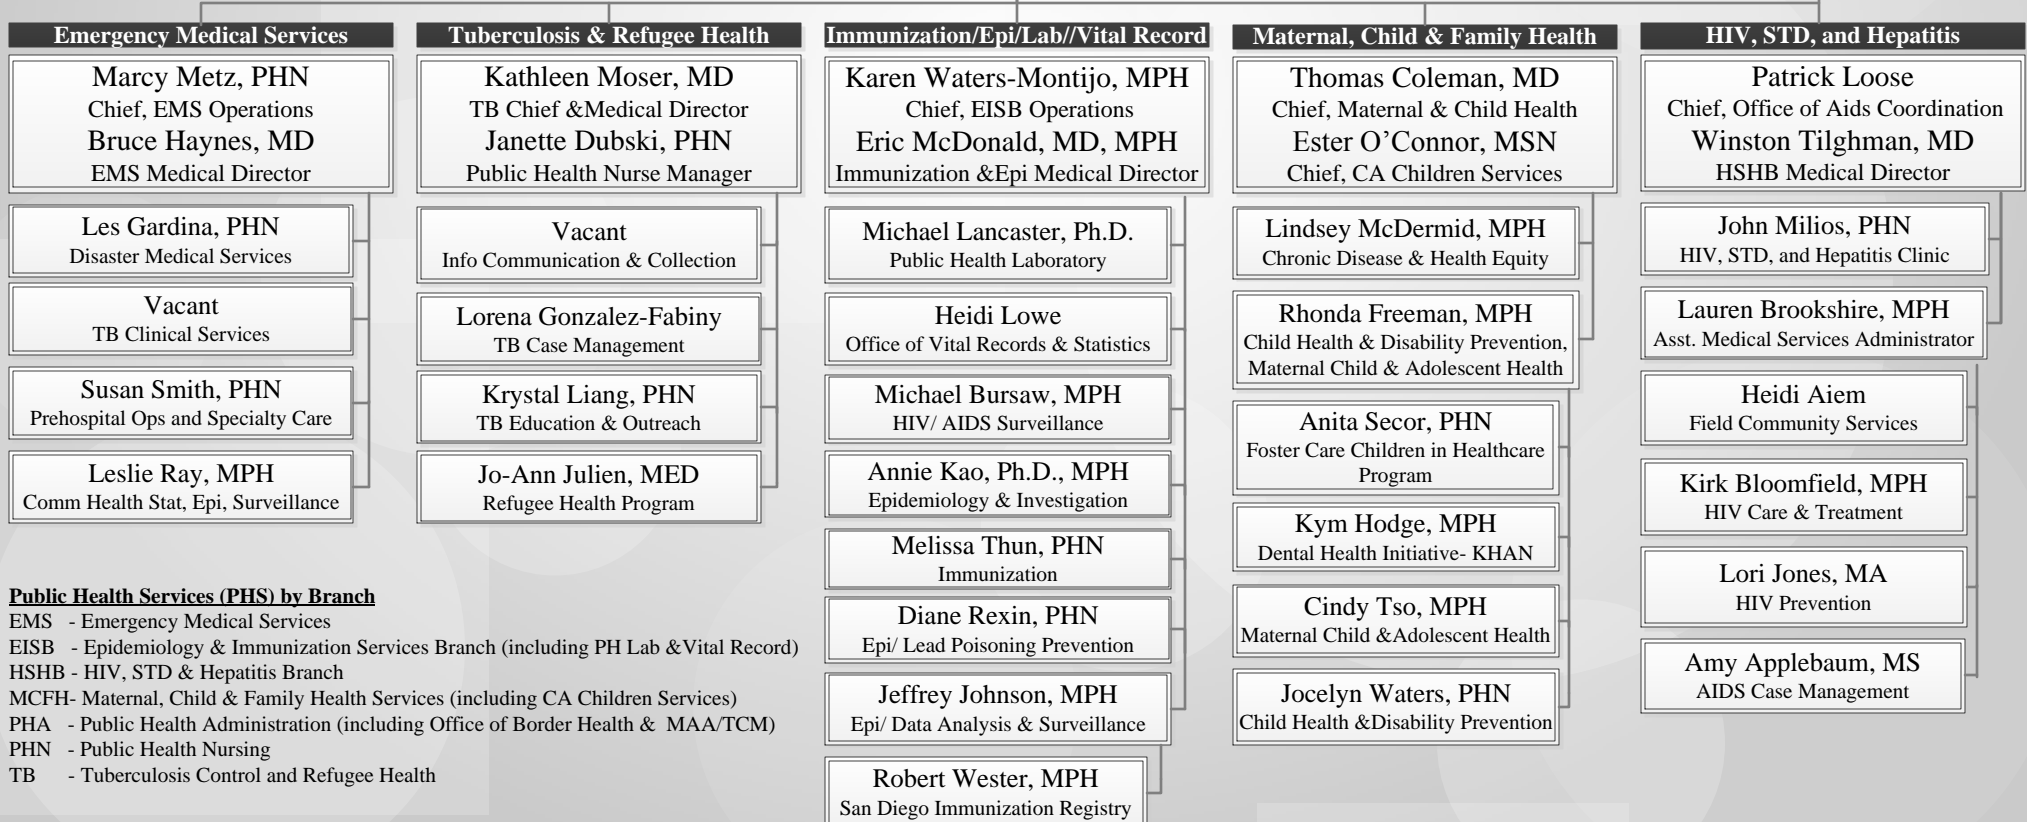 Emergency Medical Services
Marcy Metz, PHN
Chief, EMS Operations
Bruce Haynes, MD
EMS Medical Director
Les Gardina, PHN
Disaster Medical Services
Vacant
TB Clinical Services
Susan Smith, PHN
Prehospital Ops and Specialty Care
Leslie Ray, MPH
Comm Health Stat, Epi, Surveillance
Tuberculosis & Refugee Health
Kathleen Moser, MD
TB Chief &Medical Director
Janette Dubski, PHN
Public Health Nurse Manager
Vacant
Info Communication & Collection
Lorena Gonzalez-Fabiny
TB Case Management
Krystal Liang, PHN
TB Education & Outreach
Jo-Ann Julien, MED
Refugee Health Program
Immunization/Epi/Lab//Vital Record
Karen Waters-Montijo, MPH
Chief, EISB Operations
Eric McDonald, MD, MPH
Immunization &Epi Medical Director
Michael Lancaster, Ph.D.
Public Health Laboratory
Heidi Lowe
Office of Vital Records & Statistics
Michael Bursaw, MPH
HIV/ AIDS Surveillance
Annie Kao, Ph.D., MPH
Epidemiology & Investigation
Melissa Thun, PHN
Immunization
Diane Rexin, PHN
Epi/ Lead Poisoning Prevention
Jeffrey Johnson, MPH
Epi/ Data Analysis & Surveillance
Robert Wester, MPH
San Diego Immunization Registry
Maternal, Child & Family Health
Thomas Coleman, MD
Chief, Maternal & Child Health
Ester O’Connor, MSN
Chief, CA Children Services
Lindsey McDermid, MPH
Chronic Disease & Health Equity
Rhonda Freeman, MPH
Child Health & Disability Prevention,
Maternal Child & Adolescent Health
Anita Secor, PHN
Foster Care Children in Healthcare
Program
Kym Hodge, MPH
Dental Health Initiative- KHAN
Cindy Tso, MPH
Maternal Child &Adolescent Health
Jocelyn Waters, PHN
Child Health &Disability Prevention
HIV, STD, and Hepatitis
Patrick Loose
Chief, Office of Aids Coordination
Winston Tilghman, MD
HSHB Medical Director
John Milios, PHN
HIV, STD, and Hepatitis Clinic
Lauren Brookshire, MPH
Asst. Medical Services Administrator
Heidi Aiem
Field Community Services
Kirk Bloomfield, MPH
HIV Care & Treatment
Lori Jones, MA
HIV Prevention
Amy Applebaum, MS
AIDS Case Management
Public Health Services (PHS) by Branch
EMS - Emergency Medical Services
EISB - Epidemiology & Immunization Services Branch (including PH Lab &Vital Record)
HSHB - HIV, STD & Hepatitis Branch
MCFH- Maternal, Child & Family Health Services (including CA Children Services)
PHA - Public Health Administration (including Office of Border Health & MAA/TCM)
PHN - Public Health Nursing
TB - Tuberculosis Control and Refugee Health